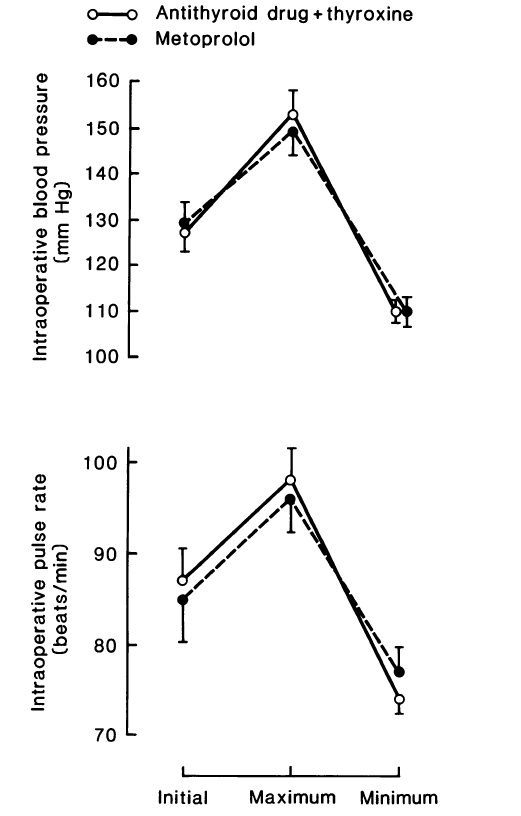 Antithyroid drug + thyroxine
Metoprolol
Intraoperative blood pressure
(mm Hg)
160
150
140
130
120
110
100
Intraoperative pulse rate
(beats/min)
100
90
80
70
Initial Maximum Minimum